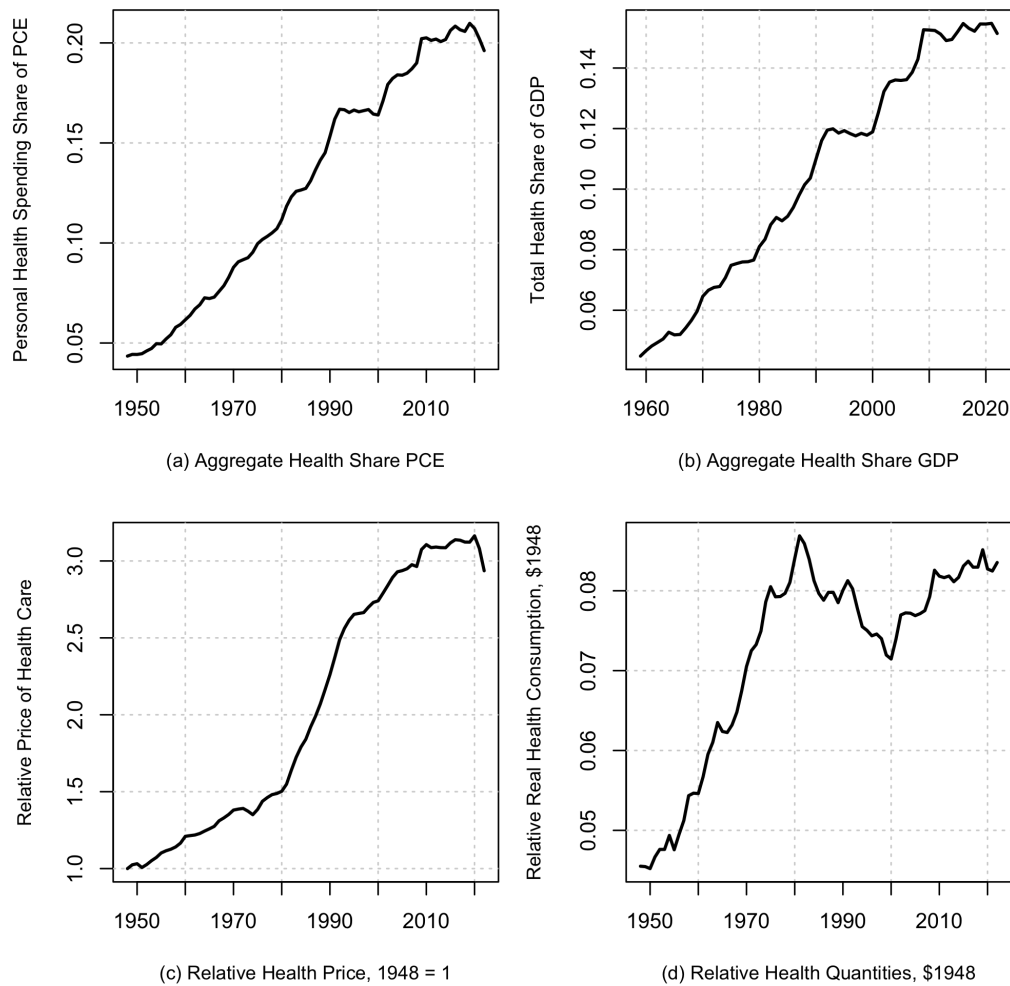 Personal Health Spending Share of PCE
0.20
0.15
0.10
0.05
1950 1970 1990 2010
(a) Aggregate Health Share PCE
Total Health Share of GDP
0.14
0.12
0.10
0.08
0.06
1960 1980 2000 2020
(b) Aggregate Health Share GDP
Relative Price of Health Care
3.0
2.5
2.0
1.5
1.0
1950 1970 1990 2010
(c) Relative Health Price, 1948 = 1
Relative Real Health Consumption, $1948
0.08
0.07
0.06
0.05
1950 1970 1990 2010
(d) Relative Health Quantities, $1948